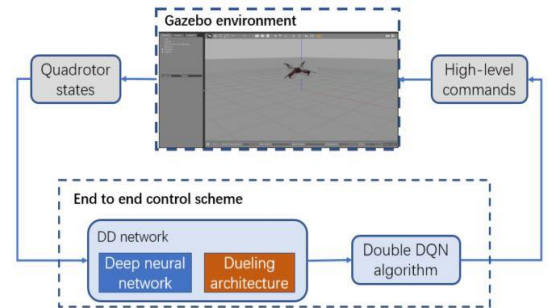 Gazebo environment
Quadrotor
states
High-level
commands
End to end control scheme
DD network
Deep neural
network
Dueling
architecture
Double DQN
algorithm